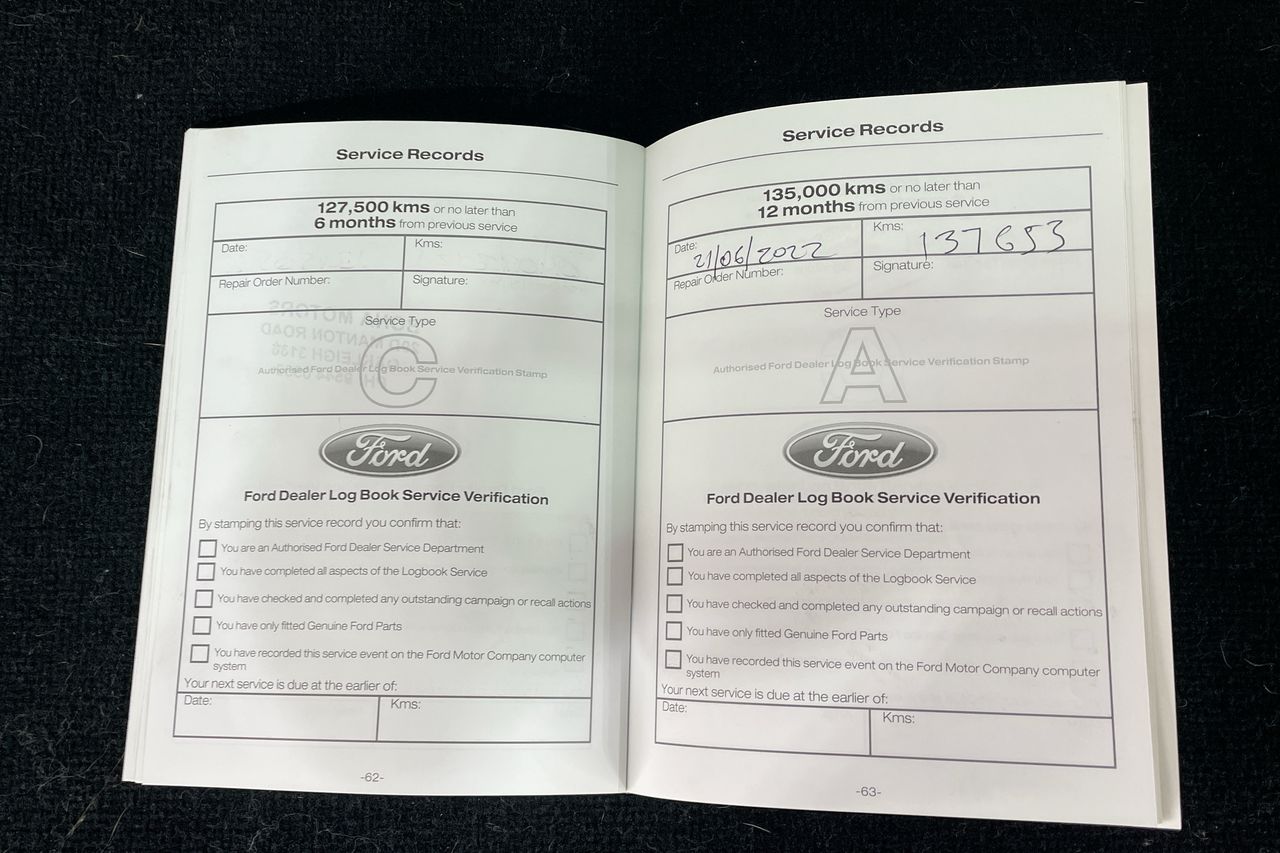 Service Records
127,500 kms or no later than
6 months from previous service
Date:
Kms:
Repair Order Number:
Signature:
Service Type
C
Authorised Ford Dealer Log Book Service Verification Stamp
Ford
Ford Dealer Log Book Service Verification
By stamping this service record you confirm that:
You are an Authorised Ford Dealer Service Department
You have completed all aspects of the Logbook Service
You have checked and completed any outstanding campaign or recall actions
You have only fitted Genuine Ford Parts
You have recorded this service event on the Ford Motor Company computer
system
Your next service is due at the earlier of:
Date:
Kms:
-62-
Service Records
135,000 kms or no later than
12 months from previous service
Date: 21/06/2022
Kms: 137653
Repair Order Number:
Signature:
Service Type
A
Authorised Ford Dealer Log Book Service Verification Stamp
Ford
Ford Dealer Log Book Service Verification
By stamping this service record you confirm that:
You are an Authorised Ford Dealer Service Department
You have completed all aspects of the Logbook Service
You have checked and completed any outstanding campaign or recall actions
You have only fitted Genuine Ford Parts
You have recorded this service event on the Ford Motor Company computer
system
Your next service is due at the earlier of:
Date:
Kms:
-63-